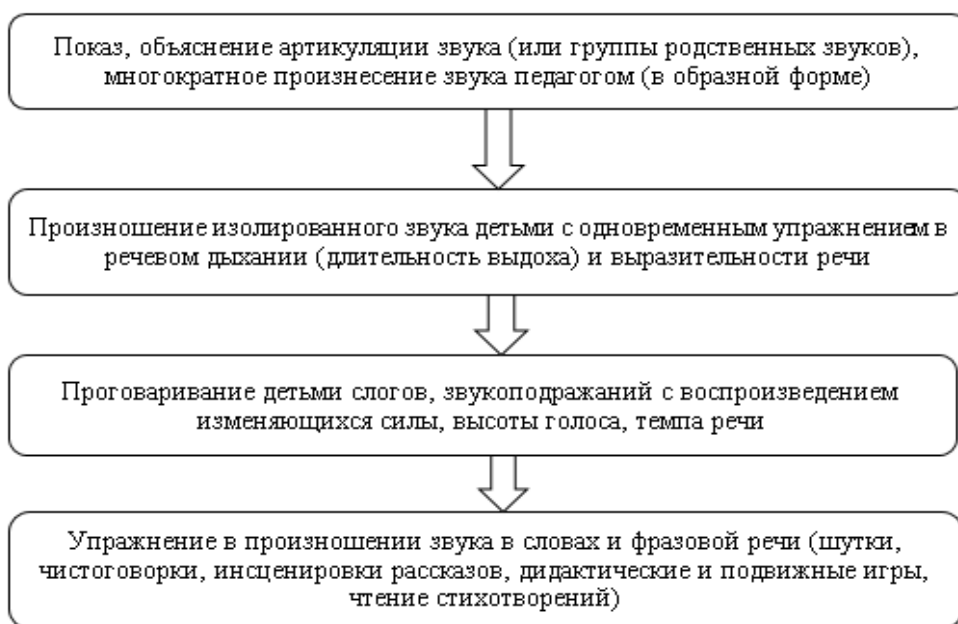 Показ, объяснение артикуляции звука (или группы родственных звуков),
многократное произнесение звука педагогом (в образной форме)
Произношение изолированного звука детьми с одновременным упражнением в
речевом дыхании (длительность выдоха) и выразительности речи
Проговаривание детьми слогов, звукоподражаний с воспроизведением
изменяющихся силы, высоты голоса, темпа речи
Упражнение в произношении звука в словах и фразовой речи (шутки,
чистоговорки, инсценировки рассказов, дидактические и подвижные игры,
чтение стихотворений)